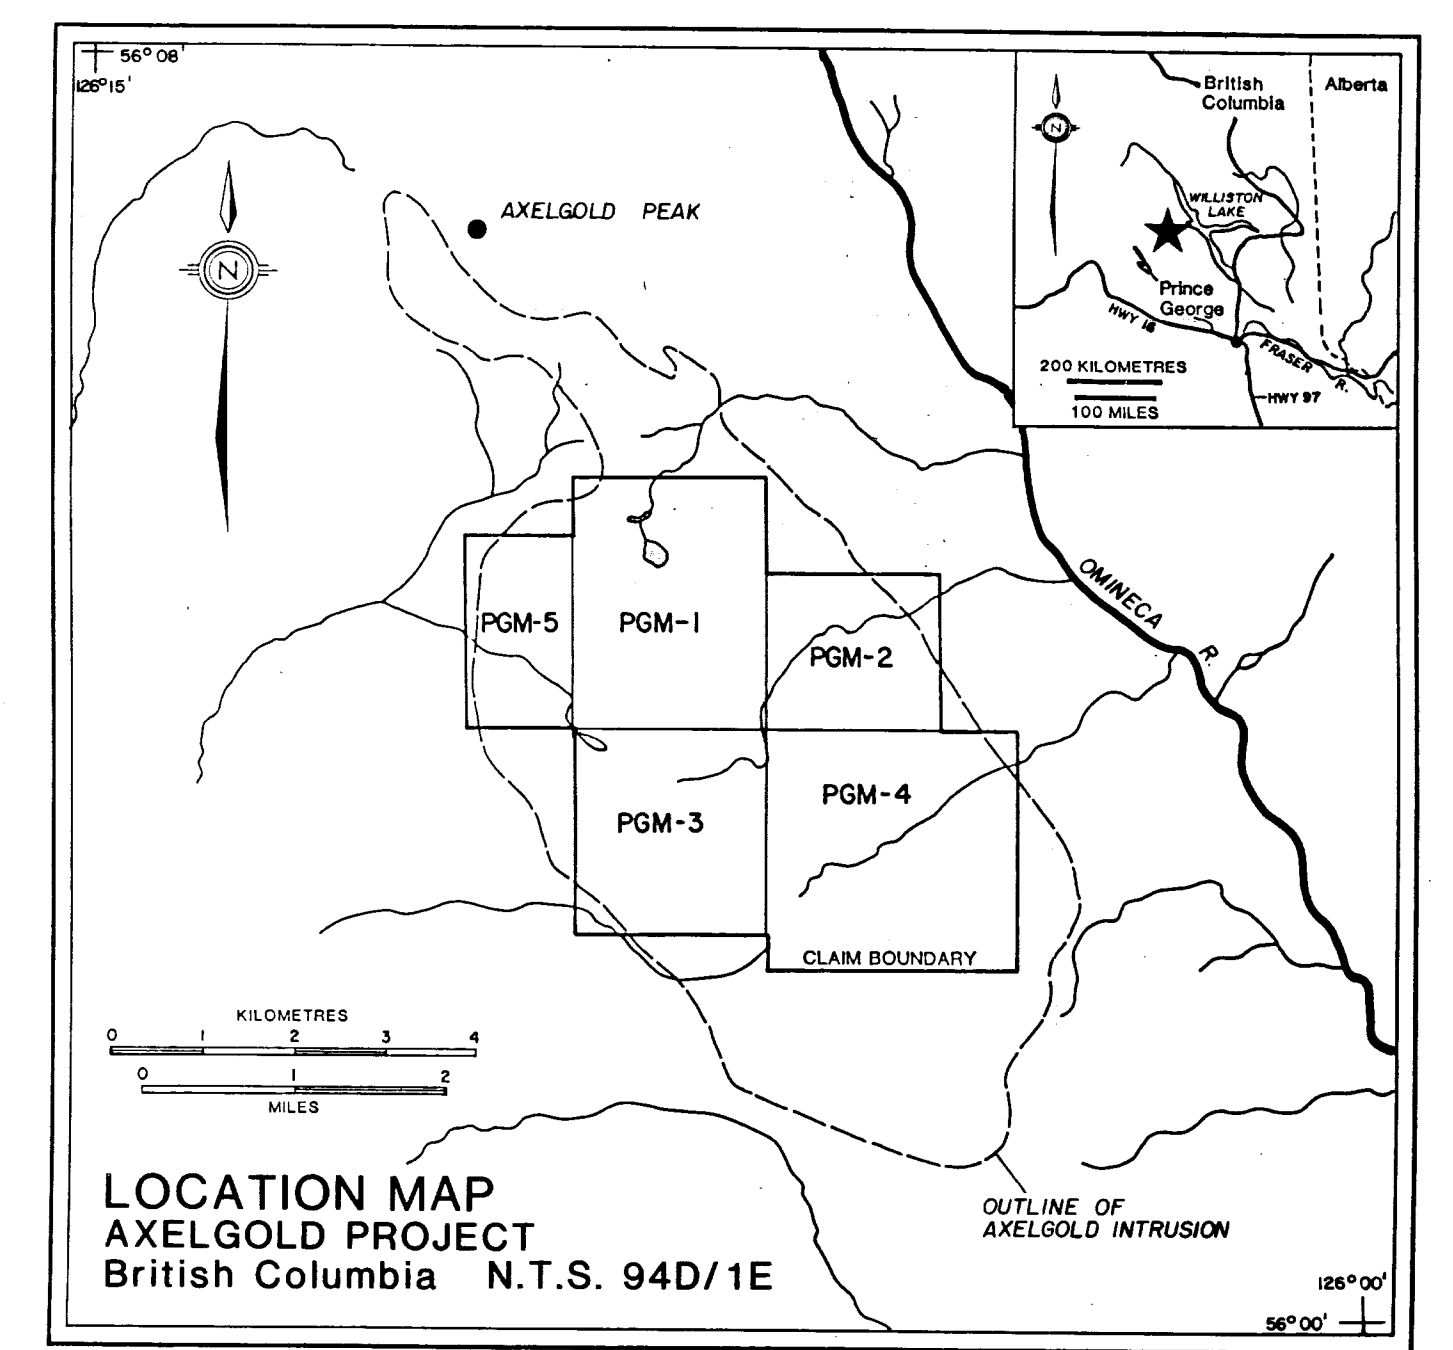 56° 08'
126° 15'
N
AXELGOLD PEAK
N
British
Columbia
Alberta
WILLISTON
LAKE
Prince
George
HWY 16
FRASER R.
200 KILOMETRES
100 MILES
HWY 97
OMINECA R.
PGM-5
PGM-1
PGM-2
PGM-4
PGM-3
CLAIM BOUNDARY
KILOMETRES
0 1 2 3 4
0 1 2
MILES
LOCATION MAP
AXELGOLD PROJECT
British Columbia N.T.S. 94D/1E
OUTLINE OF
AXELGOLD INTRUSION
126° 00'
56° 00'